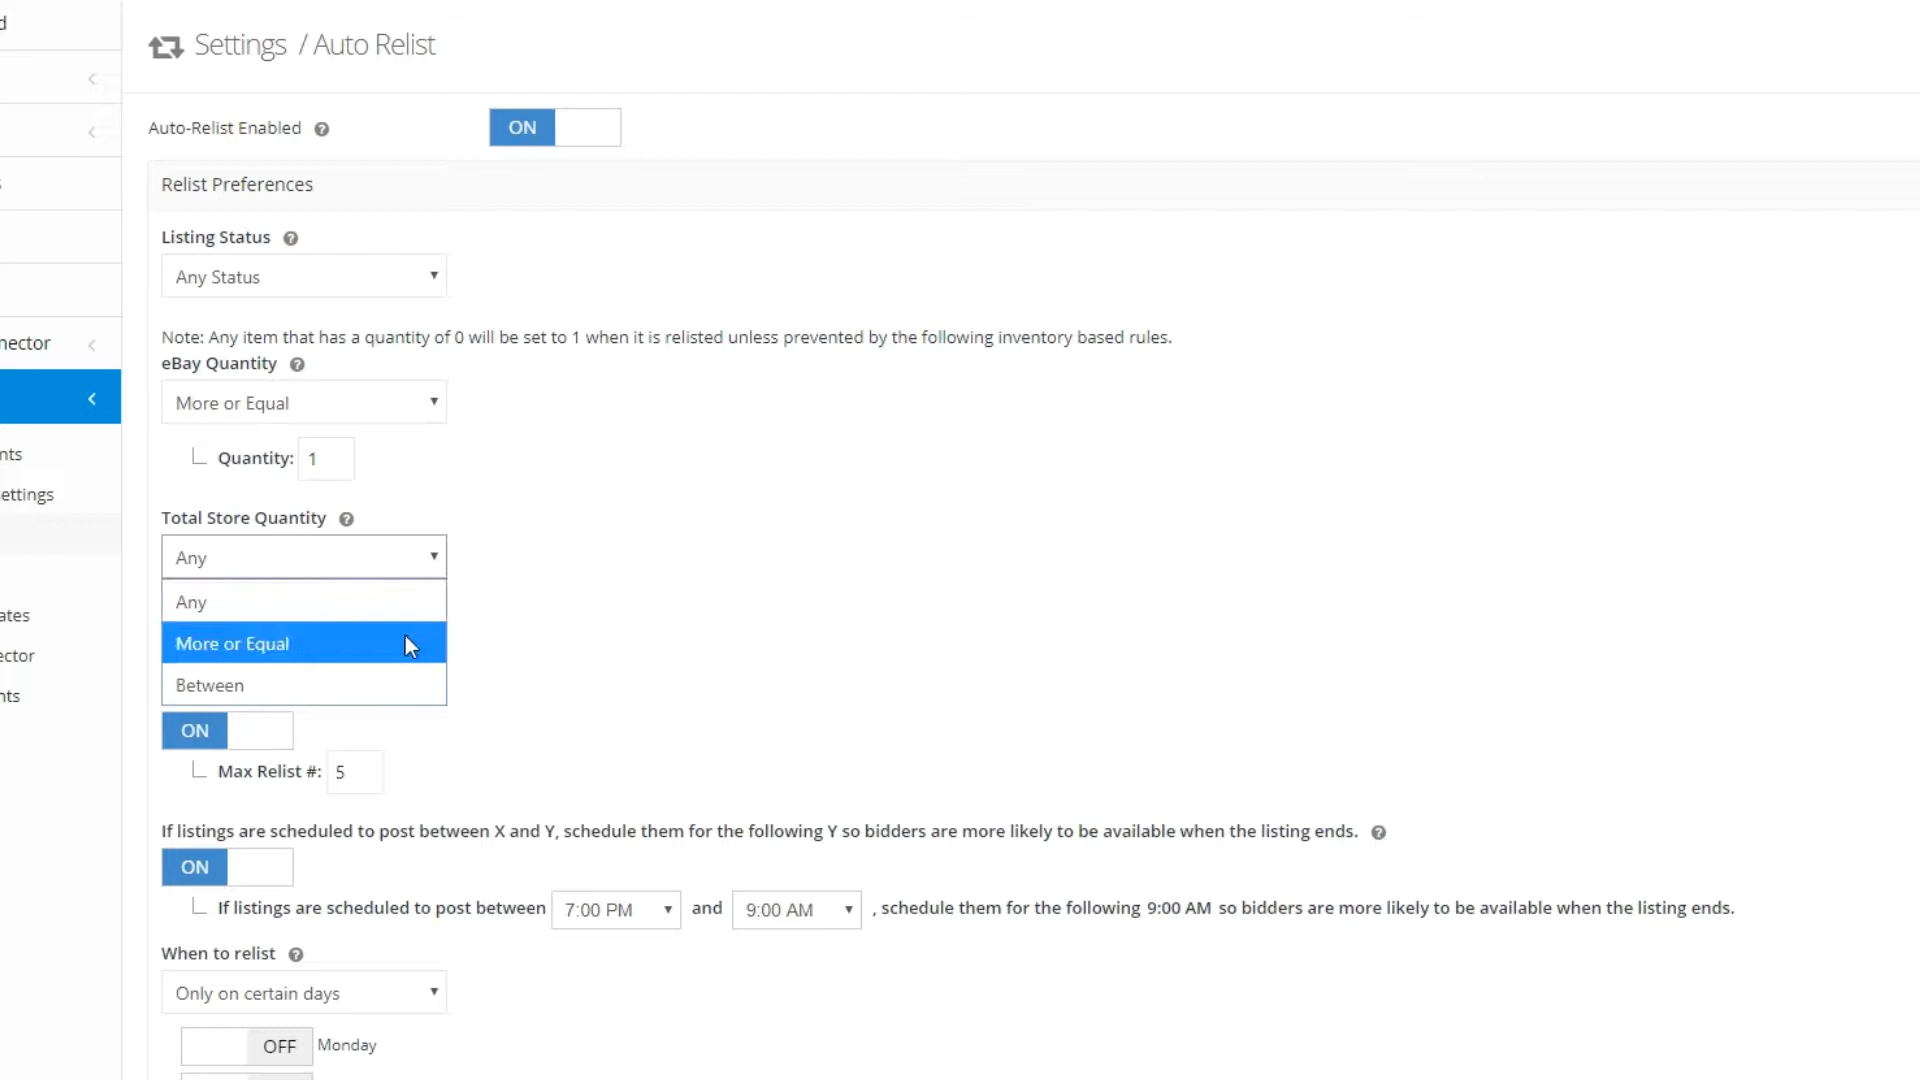 d
Settings / Auto Relist
Auto-Relist Enabled ?
ON
Relist Preferences
Listing Status ?
Any Status
Note: Any item that has a quantity of 0 will be set to 1 when it is relisted unless prevented by the following inventory based rules.
nector
eBay Quantity ?
More or Equal
nts
Quantity: 1
ettings
Total Store Quantity ?
Any
Any
ates
More or Equal
ector
Between
nts
ON
Max Relist #: 5
If listings are scheduled to post between X and Y, schedule them for the following Y so bidders are more likely to be available when the listing ends. ?
ON
If listings are scheduled to post between 7:00 PM and 9:00 AM , schedule them for the following 9:00 AM so bidders are more likely to be available when the listing ends.
When to relist ?
Only on certain days
OFF Monday